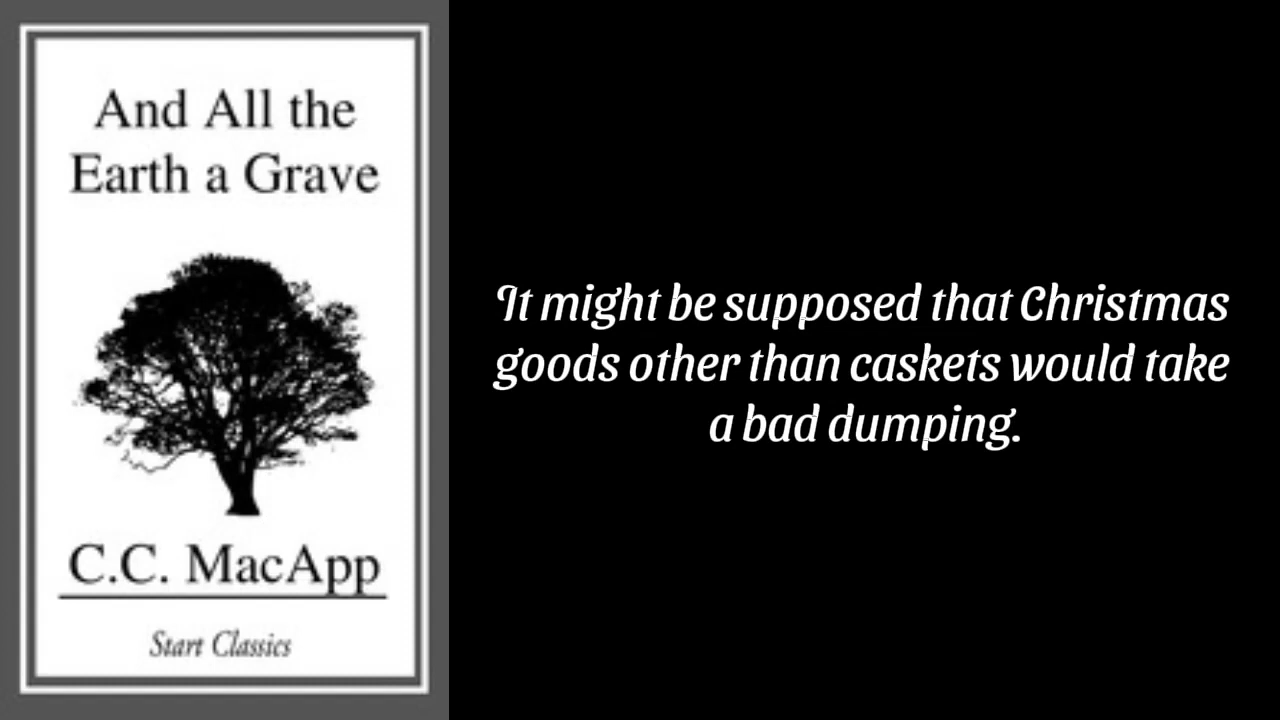 And All the
Earth a Grave
C.C. MacApp
Start Classics
It might be supposed that Christmas
goods other than caskets would take
a bad dumping.